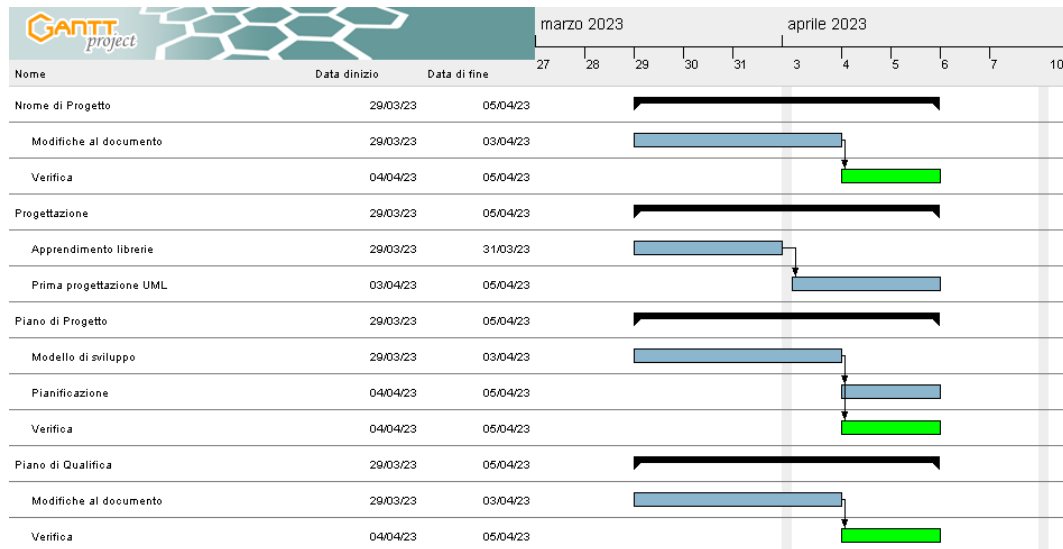 GANTT project
marzo 2023 aprile 2023
27 28 29 30 31 3 4 5 6 7 10
Nome Data dinizio Data di fine
Nrome di Progetto 29/03/23 05/04/23
Modifiche al documento 29/03/23 03/04/23
Verifica 04/04/23 05/04/23
Progettazione 29/03/23 05/04/23
Apprendimento librerie 29/03/23 31/03/23
Prima progettazione UML 03/04/23 05/04/23
Piano di Progetto 29/03/23 05/04/23
Modello di sviluppo 29/03/23 03/04/23
Pianificazione 04/04/23 05/04/23
Verifica 04/04/23 05/04/23
Piano di Qualifica 29/03/23 05/04/23
Modifiche al documento 29/03/23 03/04/23
Verifica 04/04/23 05/04/23